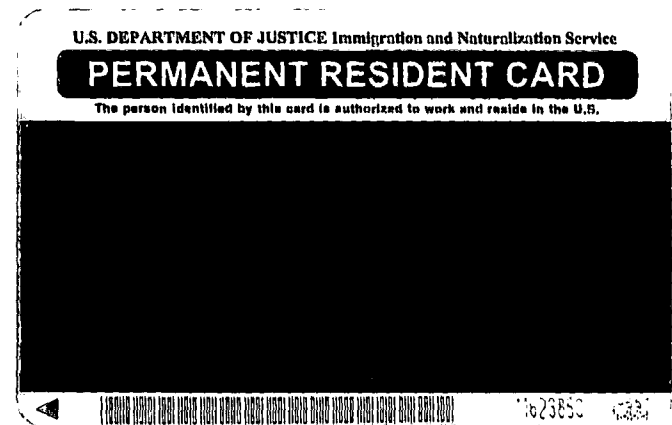 U.S. DEPARTMENT OF JUSTICE Immigration and Naturalization Service
PERMANENT RESIDENT CARD
The person identified by this card is authorized to work and reside in the U.S.